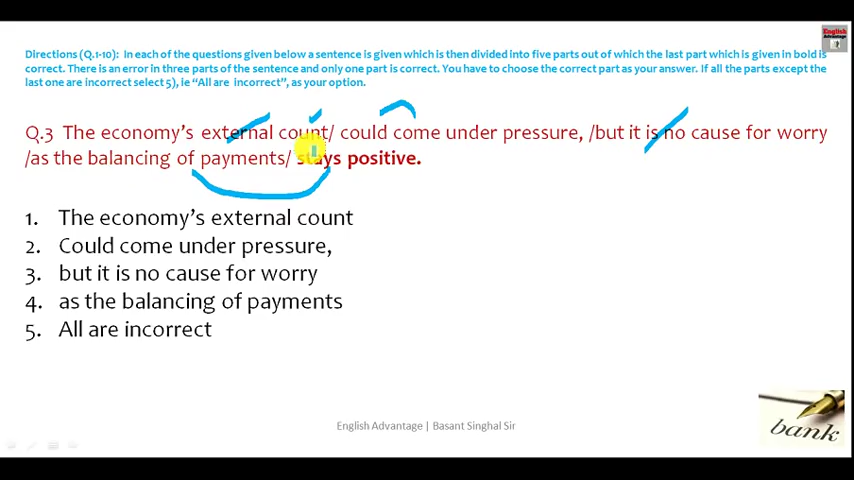 English
Advantage
Directions (Q.1-10): In each of the questions given below a sentence is given which is then divided into five parts out of which the last part which is given in bold is
correct. There is an error in three parts of the sentence and only one part is correct. You have to choose the correct part as your answer. If all the parts except the
last one are incorrect select 5), ie "All are incorrect", as your option.
Q.3 The economy's external count/ could come under pressure, /but it is no cause for worry
/as the balancing of payments/ stays positive.
1. The economy's external count
2. Could come under pressure,
3. but it is no cause for worry
4. as the balancing of payments
5. All are incorrect
bank
English Advantage | Basant Singhal Sir